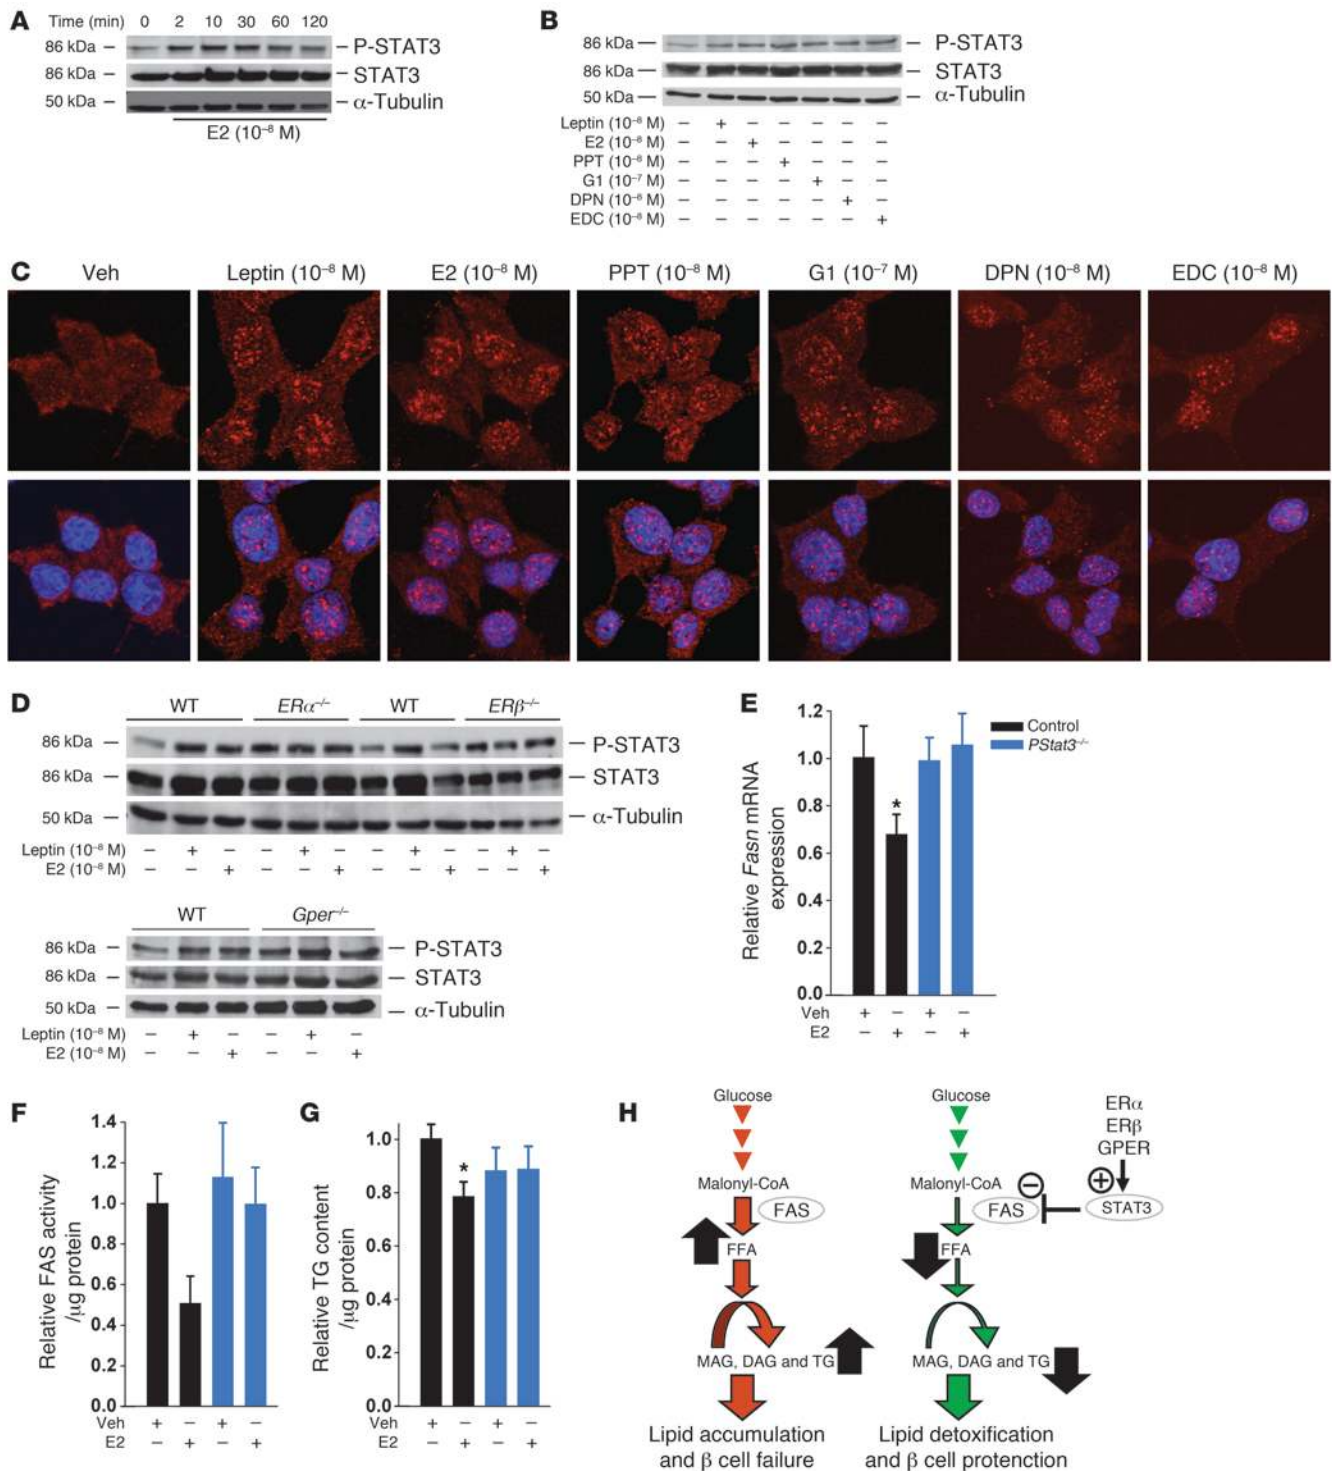 A
Time (min) 0 2 10 30 60 120
86 kDa — — P-STAT3
86 kDa — — STAT3
50 kDa — — α-Tubulin
E2 (10⁻⁸ M)
B
86 kDa — — P-STAT3
86 kDa — — STAT3
50 kDa — — α-Tubulin
Leptin (10⁻⁸ M) – + – – – – –
E2 (10⁻⁸ M) – – + – – – –
PPT (10⁻⁸ M) – – – + – – –
G1 (10⁻⁷ M) – – – – + – –
DPN (10⁻⁸ M) – – – – – + –
EDC (10⁻⁸ M) – – – – – – +
C
Veh Leptin (10⁻⁸ M) E2 (10⁻⁸ M) PPT (10⁻⁸ M) G1 (10⁻⁷ M) DPN (10⁻⁸ M) EDC (10⁻⁸ M)
D
WT ERα⁻/⁻ WT ERβ⁻/⁻
86 kDa — — P-STAT3
86 kDa — — STAT3
50 kDa — — α-Tubulin
Leptin (10⁻⁸ M) – + – – + – – + – – + –
E2 (10⁻⁸ M) – – + – – + – – + – – +
WT Gper⁻/⁻
86 kDa — — P-STAT3
86 kDa — — STAT3
50 kDa — — α-Tubulin
Leptin (10⁻⁸ M) – + – – + –
E2 (10⁻⁸ M) – – + – – +
E
Relative Fasn mRNA
expression
1.2
1.0
0.8
0.6
0.4
0.2
0.0
*
Control
PStat3⁻/⁻
Veh + – + –
E2 – + – +
F
Relative FAS activity
/μg protein
1.4
1.2
1.0
0.8
0.6
0.4
0.2
0.0
Veh + – + –
E2 – + – +
G
Relative TG content
/μg protein
1.0
0.8
0.6
0.4
0.2
0.0
*
Veh + – + –
E2 – + – +
H
Glucose
Malonyl-CoA
FAS
FFA
MAG, DAG and TG
Lipid accumulation
and β cell failure
Glucose
ERα
ERβ
GPER
Malonyl-CoA
– +
FAS STAT3
FFA
MAG, DAG and TG
Lipid detoxification
and β cell protenction